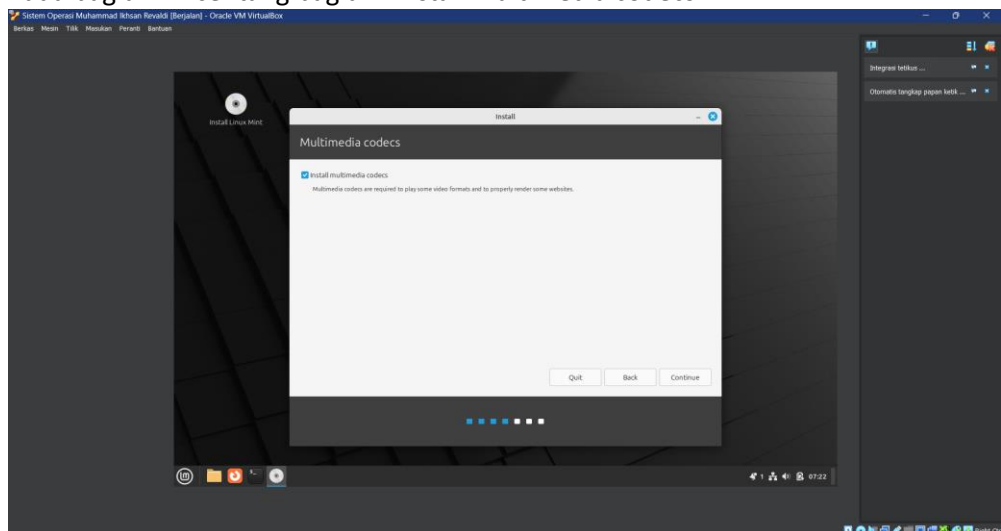 Sistem Operasi Muhammad Ikhsan Revaldi [Berjalan] - Oracle VM VirtualBox
Berkas Mesin Tilik Masukan Peranti Bantuan
Integrasi tetikus ...
Otomatis tangkap papan ketik ...
Install Linux Mint
Install
Multimedia codecs
Install multimedia codecs
Multimedia codecs are required to play some video formats and to properly render some websites.
Quit Back Continue
1 07:22